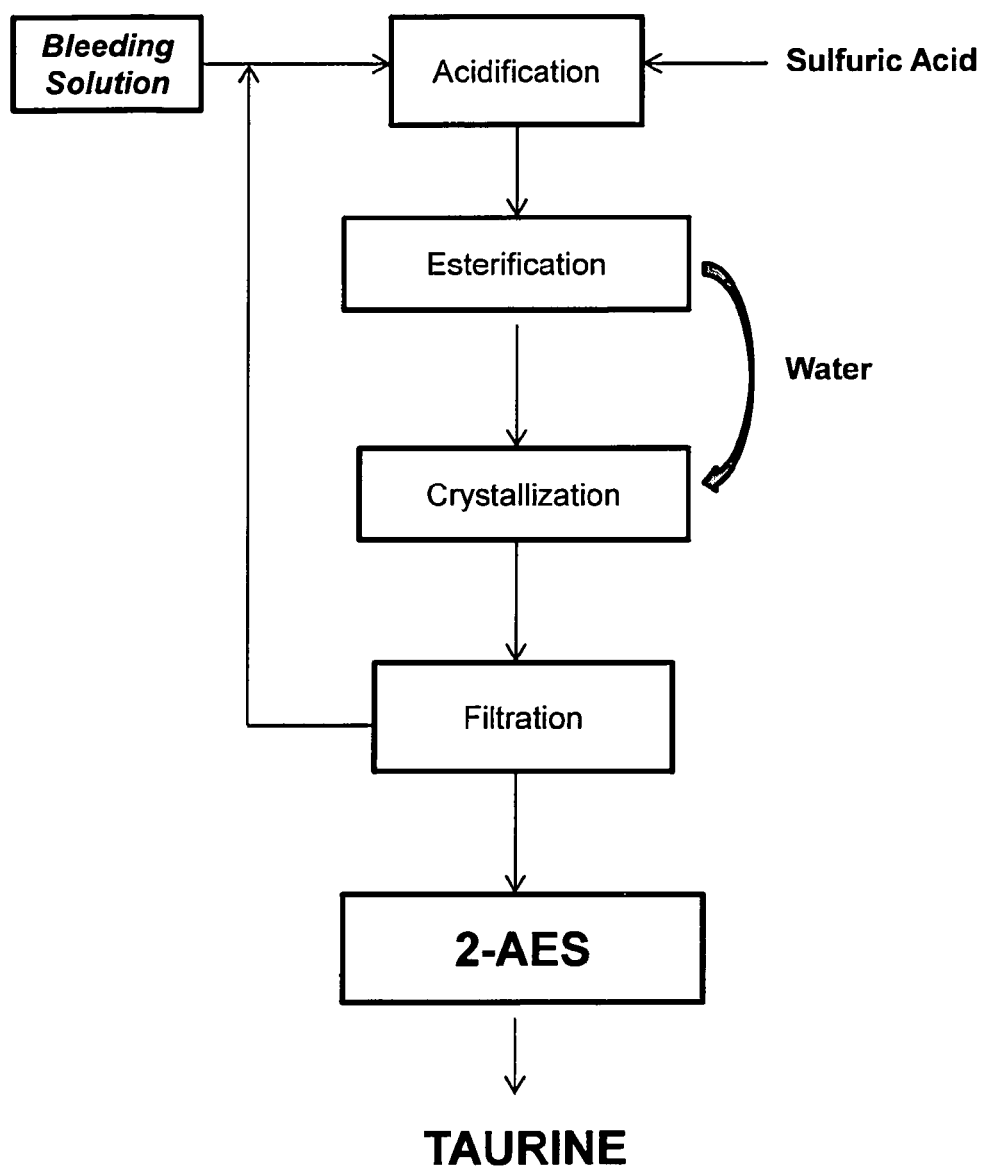 Bleeding
Solution
Acidification
Sulfuric Acid
Esterification
Water
Crystallization
Filtration
2-AES
TAURINE